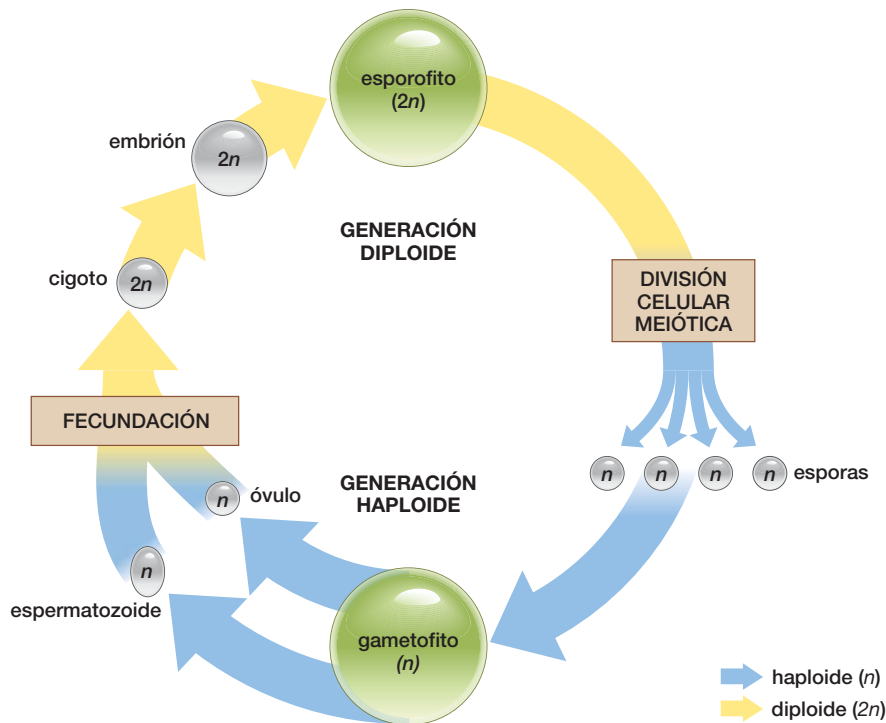 esporofito
(2n)
embrión
2n
GENERACIÓN
DIPLOIDE
cigoto
2n
DIVISIÓN
CELULAR
MEIÓTICA
FECUNDACIÓN
n
n
n
n
esporas
GENERACIÓN
HAPLOIDE
n
óvulo
n
espermatozoide
gametofito
(n)
haploide (n)
diploide (2n)